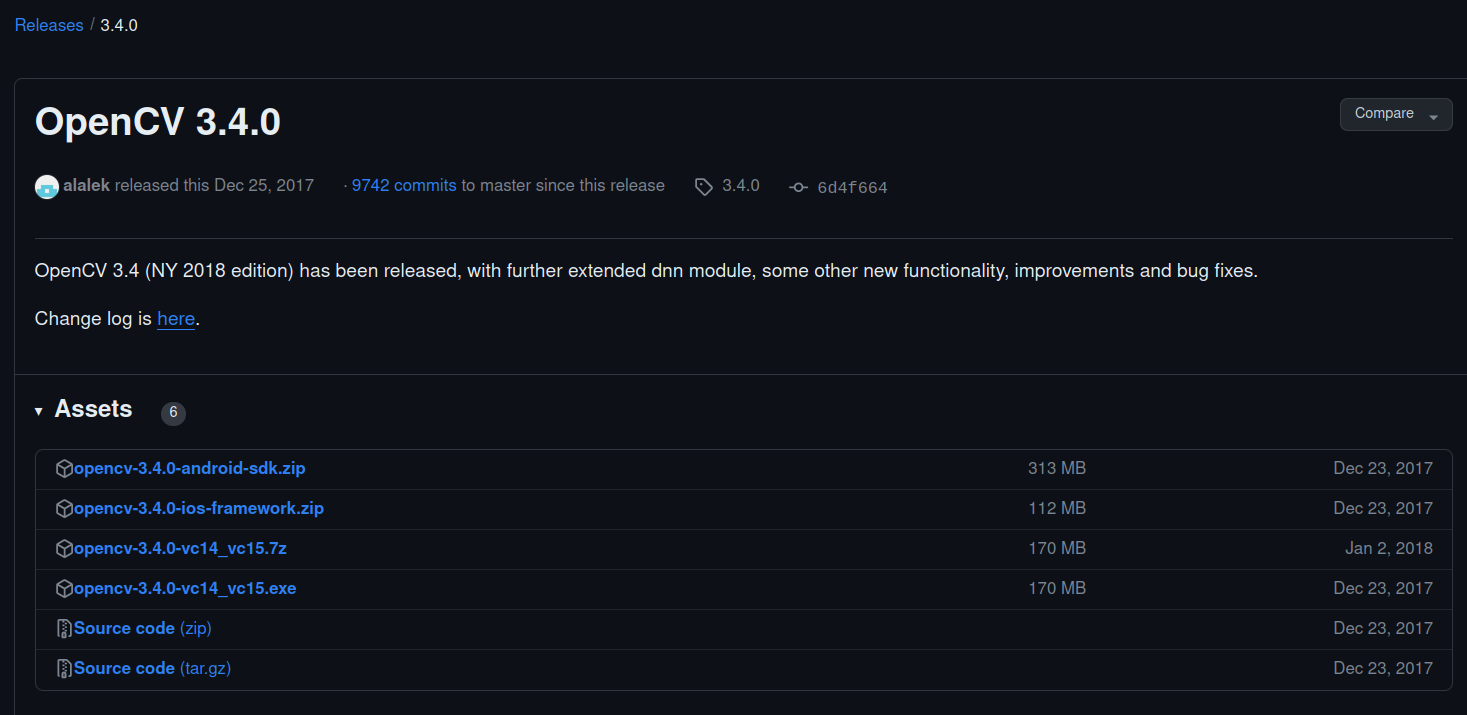 Releases / 3.4.0
OpenCV 3.4.0
Compare
alalek released this Dec 25, 2017 · 9742 commits to master since this release 3.4.0 6d4f664
OpenCV 3.4 (NY 2018 edition) has been released, with further extended dnn module, some other new functionality, improvements and bug fixes.
Change log is here.
Assets 6
opencv-3.4.0-android-sdk.zip 313 MB Dec 23, 2017
opencv-3.4.0-ios-framework.zip 112 MB Dec 23, 2017
opencv-3.4.0-vc14_vc15.7z 170 MB Jan 2, 2018
opencv-3.4.0-vc14_vc15.exe 170 MB Dec 23, 2017
Source code (zip) Dec 23, 2017
Source code (tar.gz) Dec 23, 2017